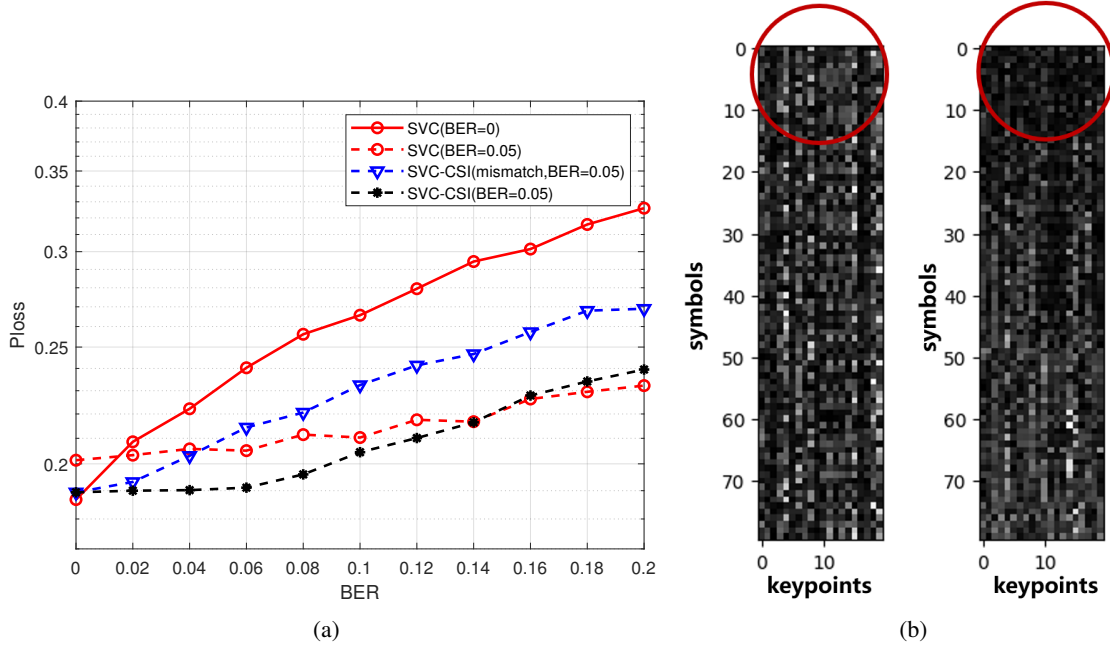 0.4
0.35
0.3
0.25
0.2
Ploss
SVC(BER=0)
SVC(BER=0.05)
SVC-CSI(mismatch,BER=0.05)
SVC-CSI(BER=0.05)
0 0.02 0.04 0.06 0.08 0.1 0.12 0.14 0.16 0.18 0.2
BER
(a)
0
10
20
30
40
50
60
70
symbols
0 10
keypoints
0
10
20
30
40
50
60
70
symbols
0 10
keypoints
(b)